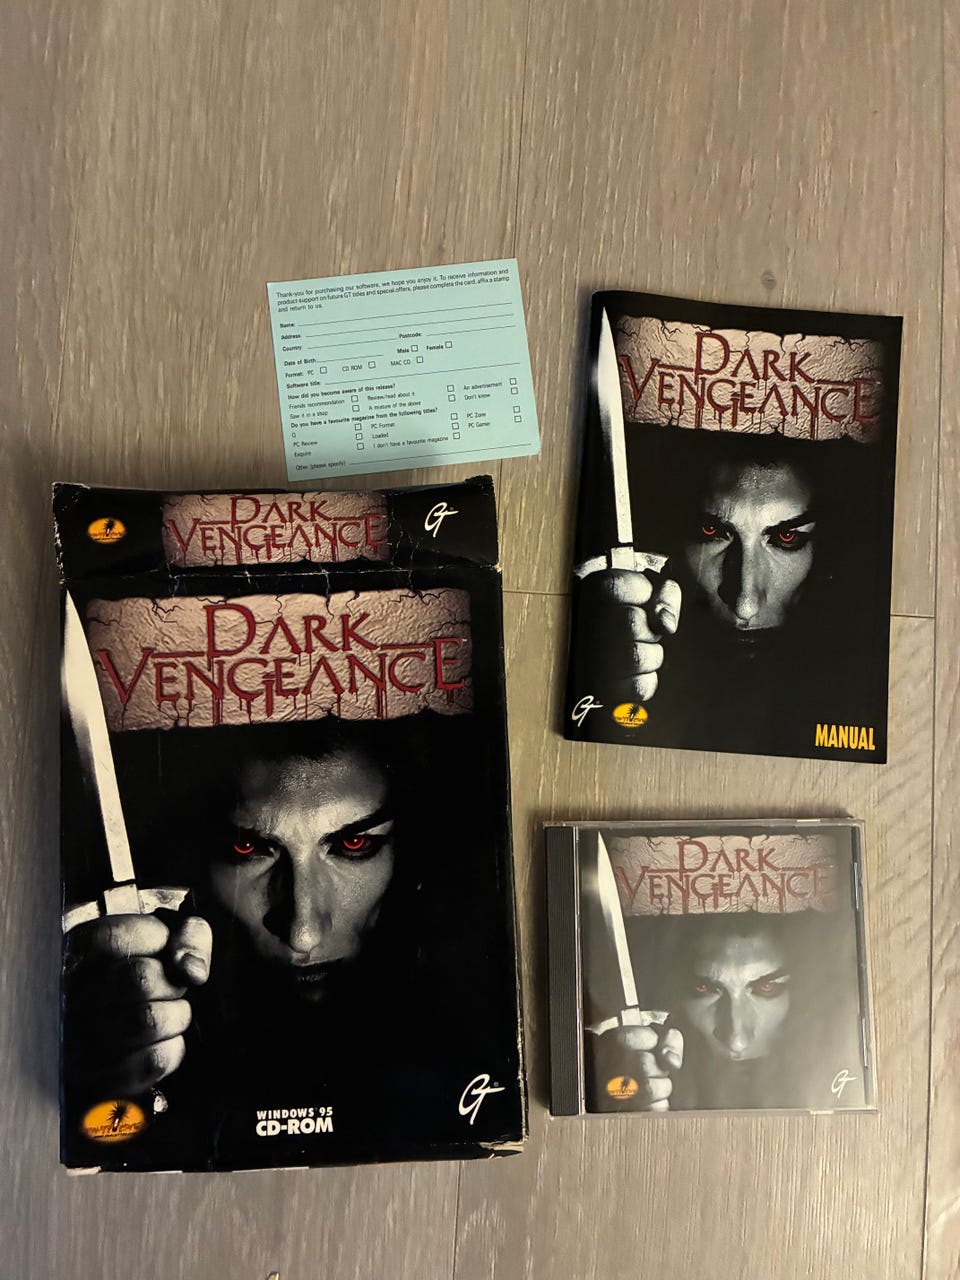 Thank-you for purchasing our software, we hope you enjoy it. To receive information and
product support on future GT titles and special offers, please complete the card, affix a stamp
and return to us.
Name:
Address:
Country Postcode:
Date of Birth: Male Female
Format: PC CD ROM MAC CD
Software title:
How did you become aware of this release?
Friends recommendation Review/read about it An advertisement
Saw it in a shop A mixture of the above Don't know
Do you have a favourite magazine from the following titles?
Q PC Format PC Zone
PC Review Loaded PC Gamer
Esquire I don't have a favourite magazine
Other (please specify)
DARK
VENGEANCE
GT
MANUAL
DARK
VENGEANCE
GT
DARK
VENGEANCE
WINDOWS 95
CD-ROM
GT
DARK
VENGEANCE
GT